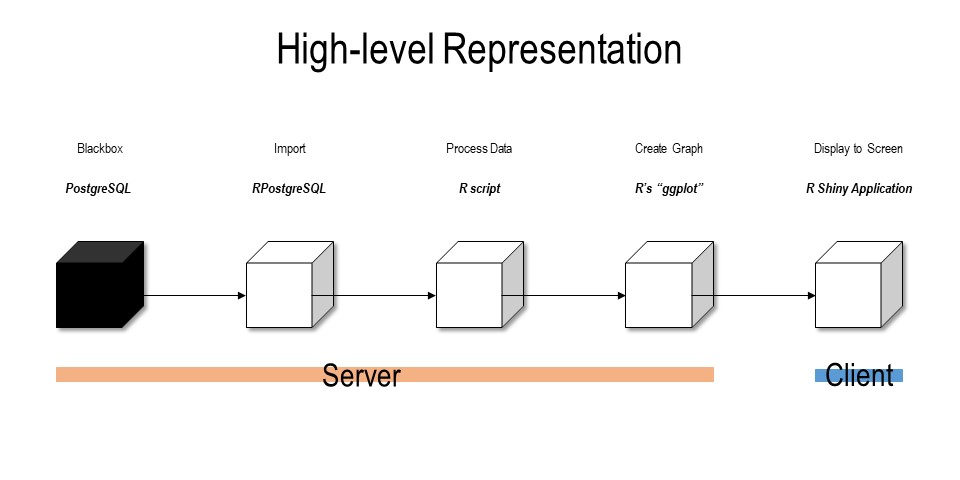 High-level Representation
Blackbox
Import
Process Data
Create Graph
Display to Screen
PostgreSQL
RPostgreSQL
R script
R's “ggplot”
R Shiny Application
Server
Client